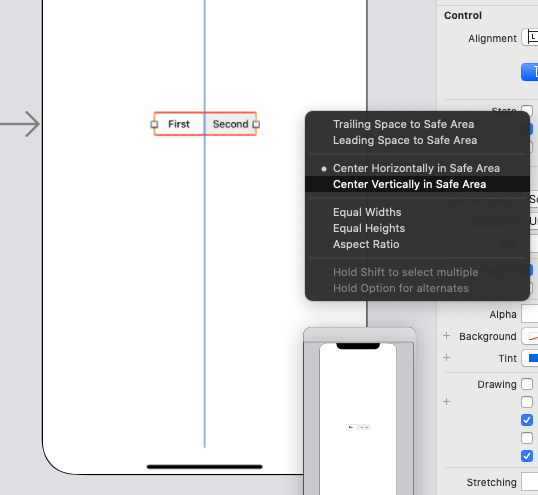 Control
Alignment
First
Second
Trailing Space to Safe Area
Leading Space to Safe Area
Center Horizontally in Safe Area
Center Vertically in Safe Area
Equal Widths
Equal Heights
Aspect Ratio
Hold Shift to select multiple
Hold Option for alternates
Alpha
Background
Tint
Drawing
Stretching